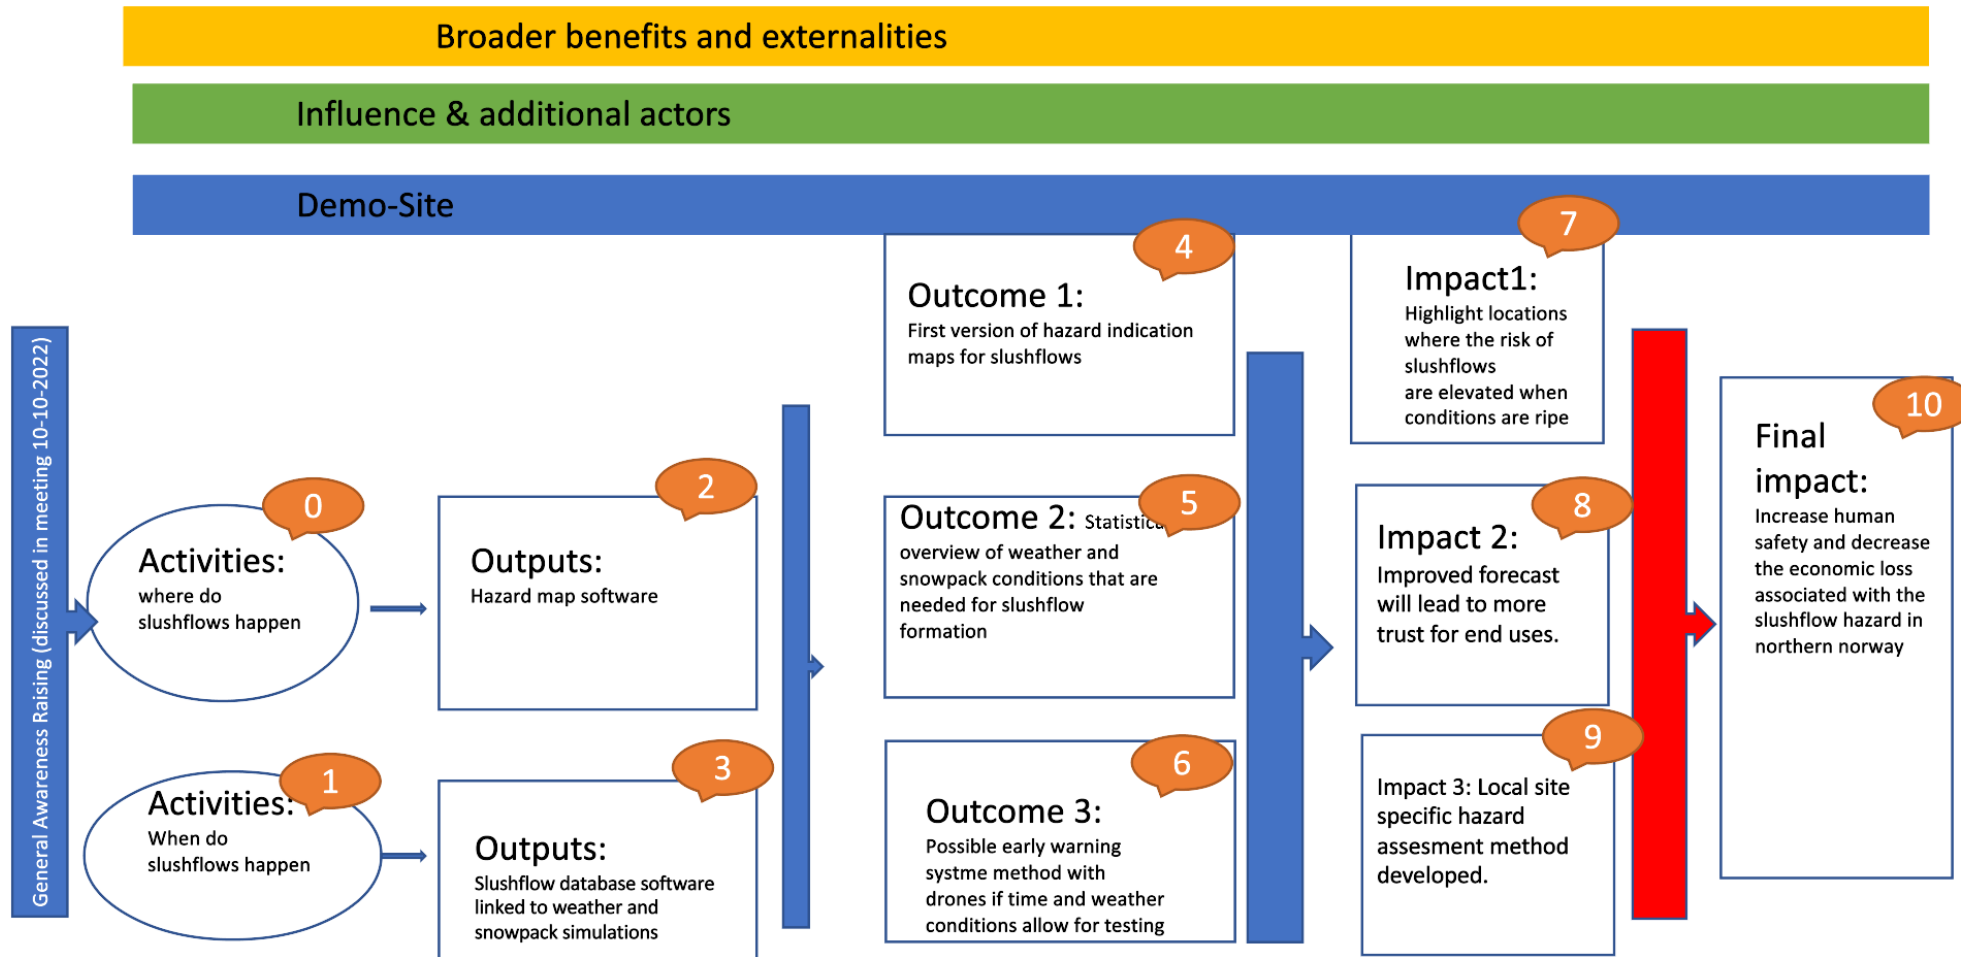 Broader benefits and externalities
Influence & additional actors
Demo-Site
General Awareness Raising (discussed in meeting 10-10-2022)
0
Activities:
where do
slushflows happen
1
Activities:
When do
slushflows happen
2
Outputs:
Hazard map software
3
Outputs:
Slushflow database software
linked to weather and
snowpack simulations
4
Outcome 1:
First version of hazard indication
maps for slushflows
5
Outcome 2: Statistica
overview of weather and
snowpack conditions that are
needed for slushflow
formation
6
Outcome 3:
Possible early warning
systme method with
drones if time and weather
conditions allow for testing
7
Impact1:
Highlight locations
where the risk of
slushflows
are elevated when
conditions are ripe
8
Impact 2:
Improved forecast
will lead to more
trust for end uses.
9
Impact 3: Local site
specific hazard
assesment method
developed.
10
Final
impact:
Increase human
safety and decrease
the economic loss
associated with the
slushflow hazard in
northern norway